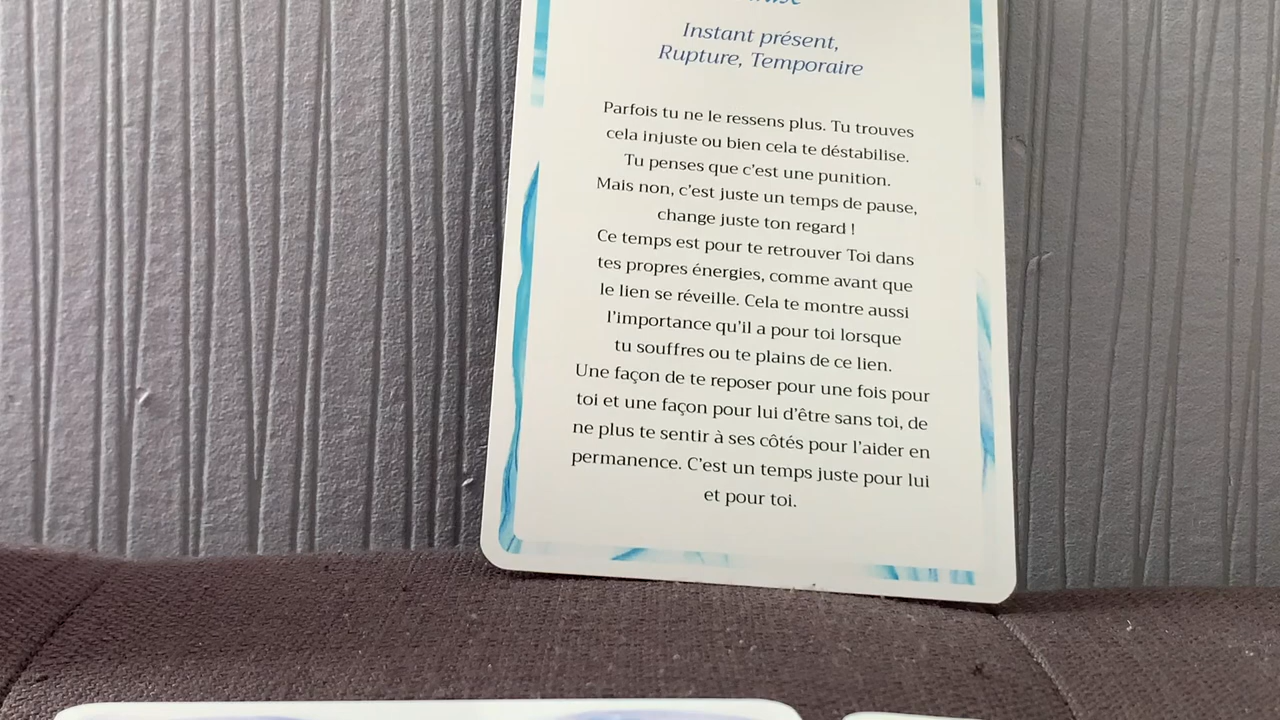 Instant présent,
Rupture, Temporaire
Parfois tu ne le ressens plus. Tu trouves
cela injuste ou bien cela te déstabilise.
Tu penses que c'est une punition.
Mais non, c'est juste un temps de pause,
change juste ton regard !
Ce temps est pour te retrouver Toi dans
tes propres énergies, comme avant que
le lien se réveille. Cela te montre aussi
l'importance qu'il a pour toi lorsque
tu souffres ou te plains de ce lien.
Une façon de te reposer pour une fois pour
toi et une façon pour lui d'être sans toi, de
ne plus te sentir à ses côtés pour l'aider en
permanence. C'est un temps juste pour lui
et pour toi.